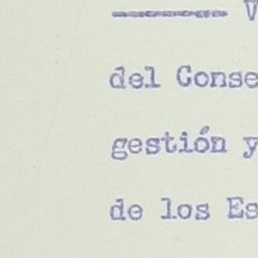 V
del Conse
gestión y
de los Es